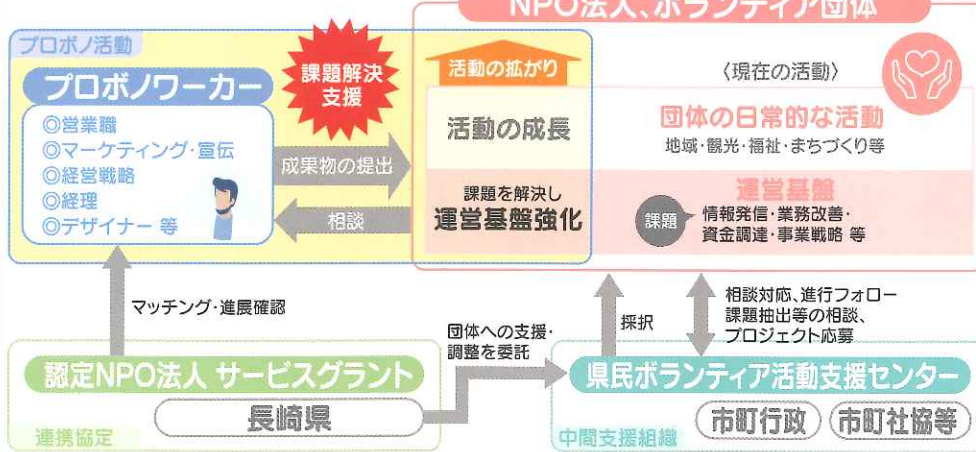 NPO法人、ボランティア団体
プロボノ活動
プロボノワーカー
◎営業職
◎マーケティング・宣伝
◎経営戦略
◎経理
◎デザイナー 等
課題解決
支援
成果物の提出
相談
活動の拡がり
活動の成長
課題を解決し
運営基盤強化
〈現在の活動〉
団体の日常的な活動
地域・観光・福祉・まちづくり等
運営基盤
課題
情報発信・業務改善・
資金調達・事業戦略 等
マッチング・進展確認
団体への支援・
調整を委託
採択
相談対応、進行フォロー
課題抽出等の相談、
プロジェクト応募
認定NPO法人 サービスグラント
長崎県
連携協定
県民ボランティア活動支援センター
市町行政
市町社協等
中間支援組織